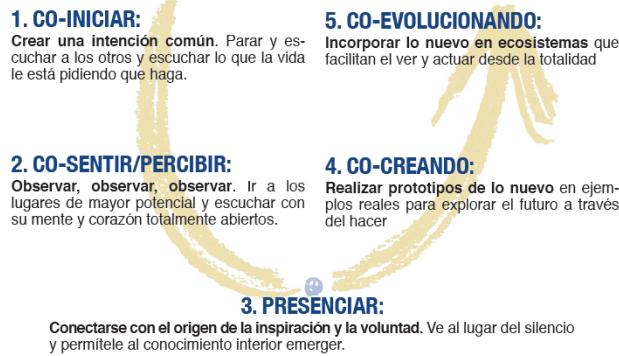 1. CO-INICIAR:
Crear una intención común. Parar y es-
cuchar a los otros y escuchar lo que la vida
le está pidiendo que haga.
2. CO-SENTIR/PERCIBIR:
Observar, observar, observar. Ir a los
lugares de mayor potencial y escuchar con
su mente y corazón totalmente abiertos.
3. PRESENCIAR:
Conectarse con el origen de la inspiración y la voluntad. Ve al lugar del silencio
y permítele al conocimiento interior emerger.
4. CO-CREANDO:
Realizar prototipos de lo nuevo en ejem-
plos reales para explorar el futuro a través
del hacer
5. CO-EVOLUCIONANDO:
Incorporar lo nuevo en ecosistemas que
facilitan el ver y actuar desde la totalidad